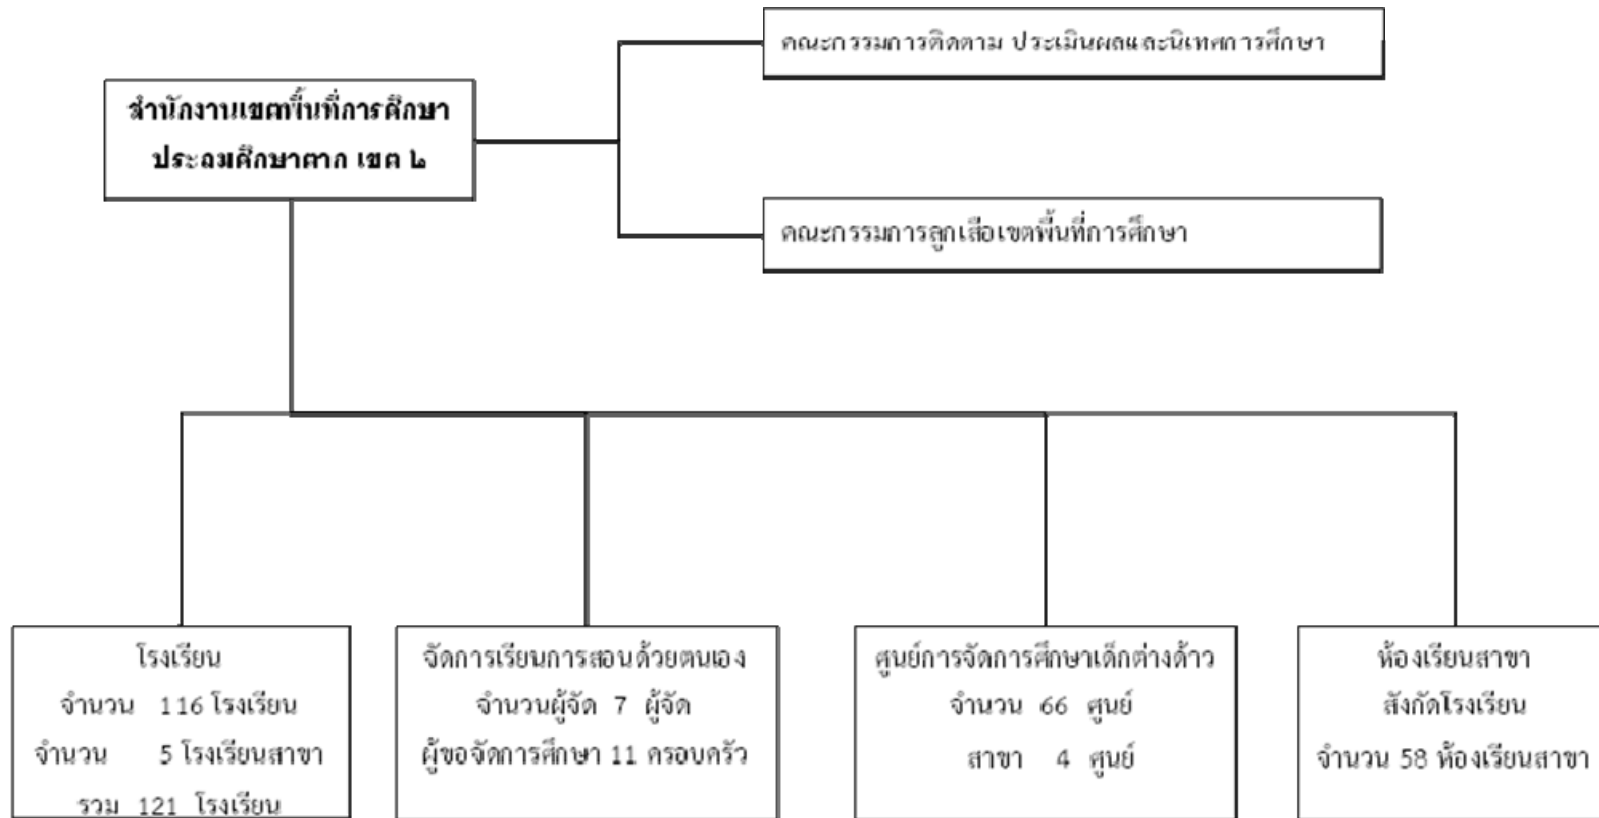 คณะกรรมการติดตาม ประเมินผลและนิเทศการศึกษา
สำนักงานเขตพื้นที่การศึกษา
ประถมศึกษาตาก เขต ๒
คณะกรรมการลูกเสือเขตพื้นที่การศึกษา
โรงเรียน
จำนวน 116 โรงเรียน
จำนวน 5 โรงเรียนสาขา
รวม 121 โรงเรียน
จัดการเรียนการสอนด้วยตนเอง
จำนวนผู้จัด 7 ผู้จัด
ผู้ขอจัดการศึกษา 11 ครอบครัว
ศูนย์การจัดการศึกษาเด็กต่างด้าว
จำนวน 66 ศูนย์
สาขา 4 ศูนย์
ห้องเรียนสาขา
สังกัดโรงเรียน
จำนวน 58 ห้องเรียนสาขา